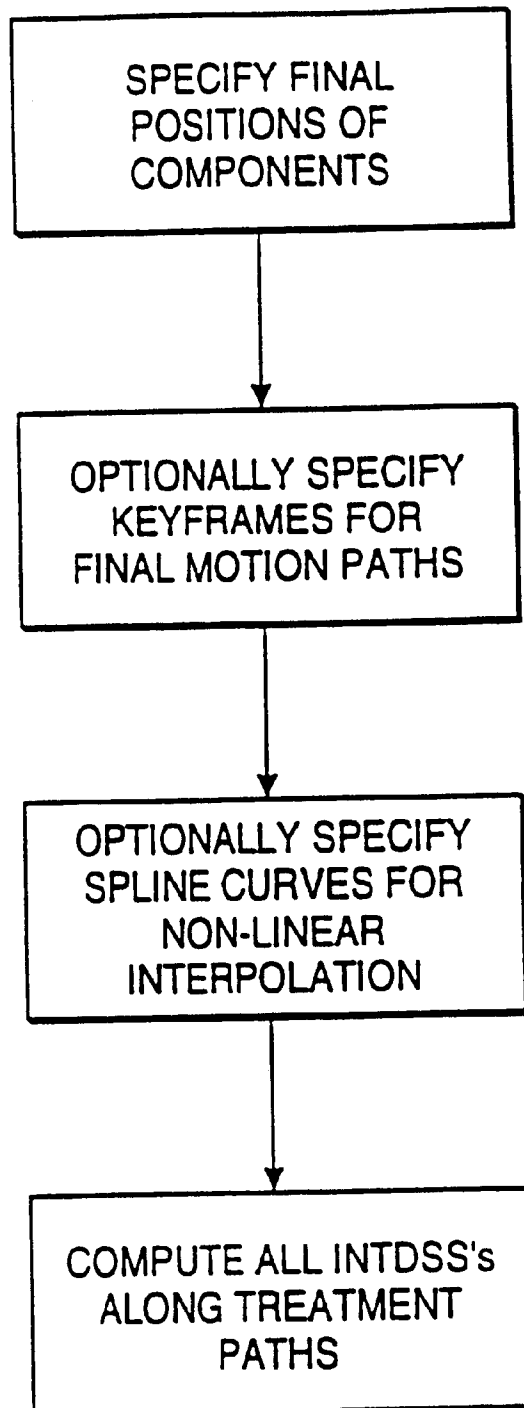 SPECIFY FINAL
POSITIONS OF
COMPONENTS
OPTIONALLY SPECIFY
KEYFRAMES FOR
FINAL MOTION PATHS
OPTIONALLY SPECIFY
SPLINE CURVES FOR
NON-LINEAR
INTERPOLATION
COMPUTE ALL INTDSS's
ALONG TREATMENT
PATHS